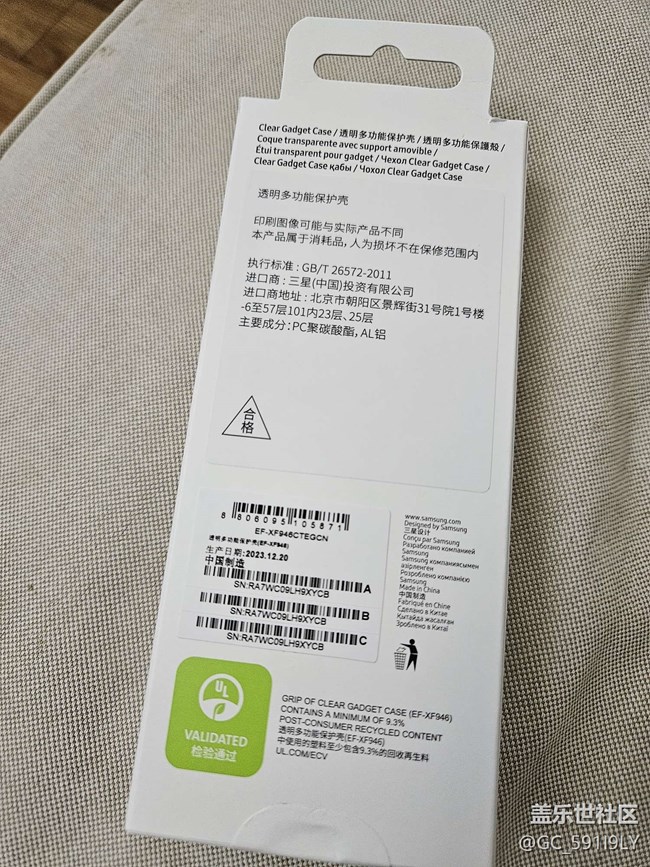 Clear Gadget Case / 透明多功能保护壳 / 透明多功能保護殼 /
Coque transparente avec support amovible /
Étui transparent pour gadget / Чехол Clear Gadget Case /
Clear Gadget Case қабы / Чохол Clear Gadget Case
透明多功能保护壳
印刷图像可能与实际产品不同
本产品属于消耗品，人为损坏不在保修范围内
执行标准：GB/T 26572-2011
进口商：三星(中国)投资有限公司
进口商地址：北京市朝阳区景辉街31号院1号楼
-6至57层101内23层、25层
主要成分：PC聚碳酸酯，AL铝
合格
8 806095 105871
EF-XF946CTEGCN
透明多功能保护壳(EF-XF946)
生产日期:2023.12.20
中国制造
A
SN:RA7WC09LH9XYCB
B
SN:RA7WC09LH9XYCB
C
SN:RA7WC09LH9XYCB
www.samsung.com
Designed by Samsung
三星设计
Conçu par Samsung
Разработано компанией
Samsung
Samsung компаниясымен
әзірленген
Розроблено компанією
Samsung
Made in China
中国制造
Fabriqué en Chine
Сделано в Китае
Қытайда жасалған
Зроблено в Китаї
UL
VALIDATED
检验通过
GRIP OF CLEAR GADGET CASE (EF-XF946)
CONTAINS A MINIMUM OF 9.3%
POST-CONSUMER RECYCLED CONTENT
透明多功能保护壳(EF-XF946)
中使用的塑料至少包含9.3%的回收再生料
UL.COM/ECV
盖乐世社区
@GC_591I9LY